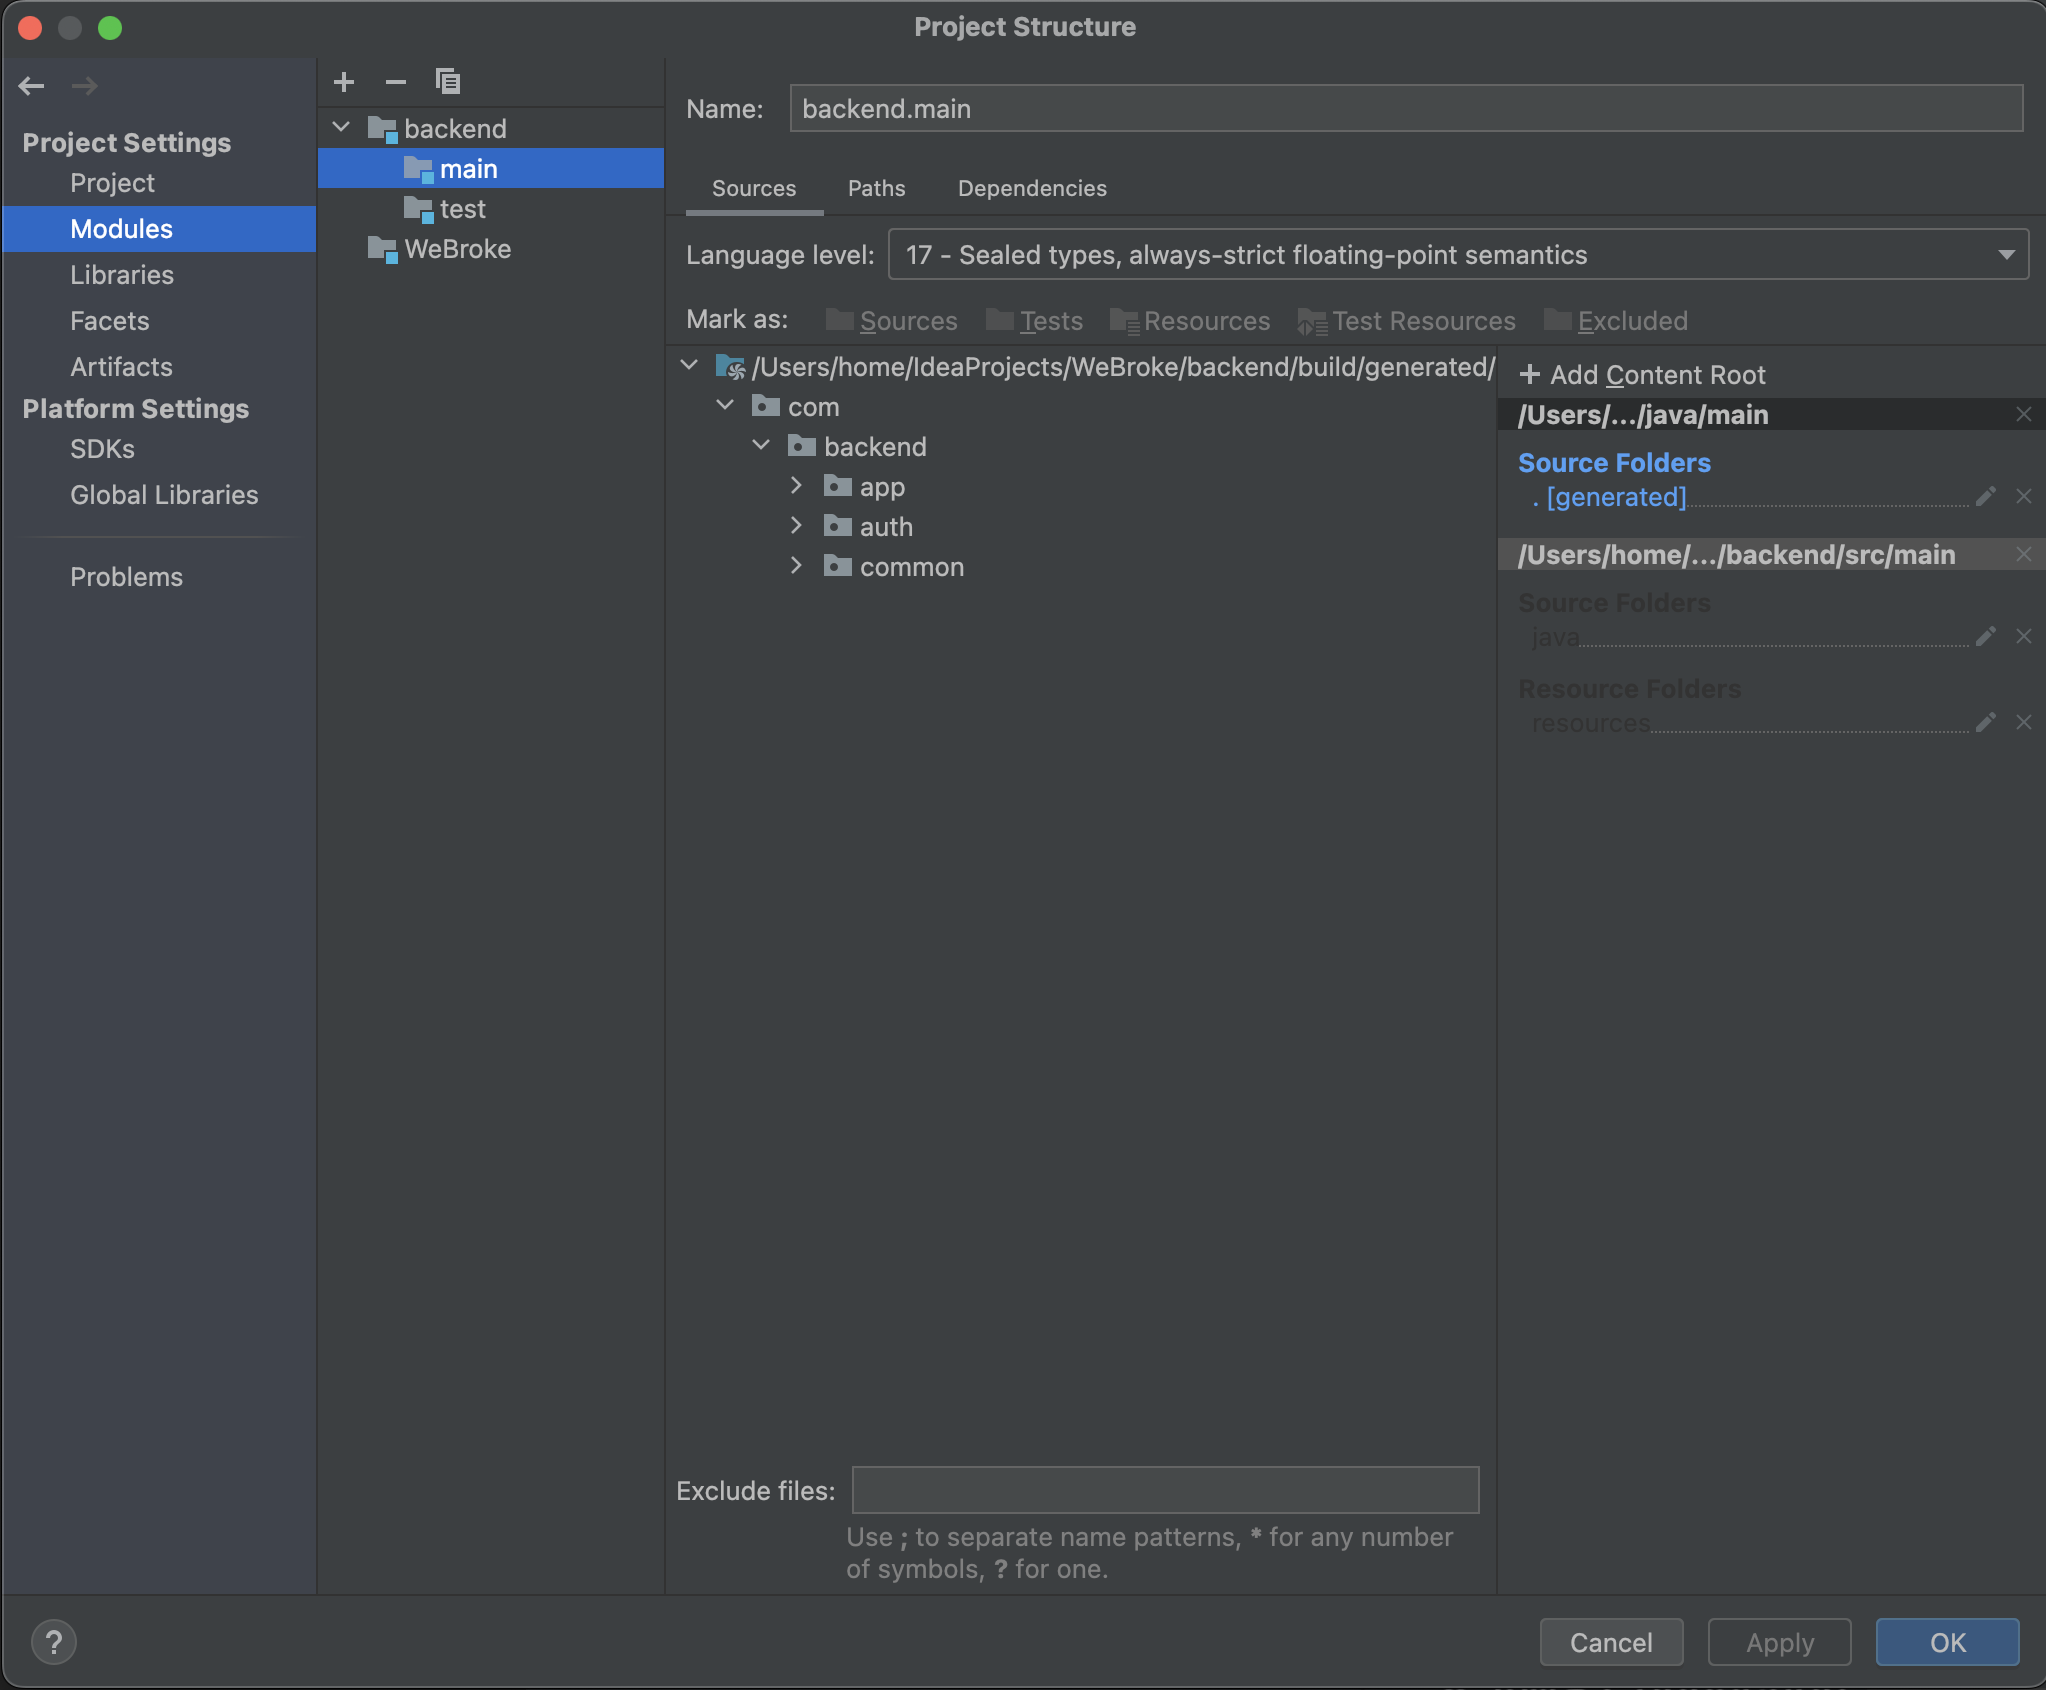 Project Structure
Project Settings
Project
Modules
Libraries
Facets
Artifacts
Platform Settings
SDKs
Global Libraries
Problems
backend
main
test
WeBroke
Name: backend.main
Sources Paths Dependencies
Language level: 17 - Sealed types, always-strict floating-point semantics
Mark as: Sources Tests Resources Test Resources Excluded
/Users/home/IdeaProjects/WeBroke/backend/build/generated/
com
backend
app
auth
common
Add Content Root
/Users/.../java/main
Source Folders
. [generated]
/Users/home/.../backend/src/main
Source Folders
java
Resource Folders
resources
Exclude files:
Use ; to separate name patterns, * for any number
of symbols, ? for one.
?
Cancel Apply OK